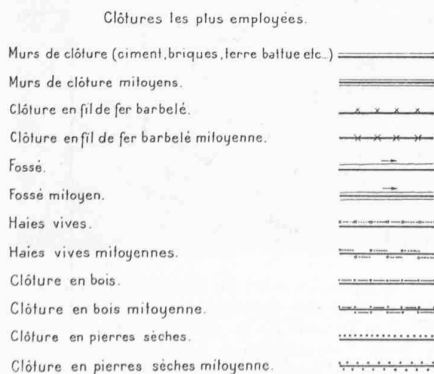 Clôtures les plus employées.
Murs de clôture (ciment, briques, terre battue etc...)
Murs de clôture mitoyens.
Clôture en fil de fer barbelé.
Clôture en fil de fer barbelé mitoyenne.
Fossé.
Fossé mitoyen.
Haies vives.
Haies vives mitoyennes.
Clôture en bois.
Clôture en bois mitoyenne.
Clôture en pierres sèches.
Clôture en pierres sèches mitoyenne.